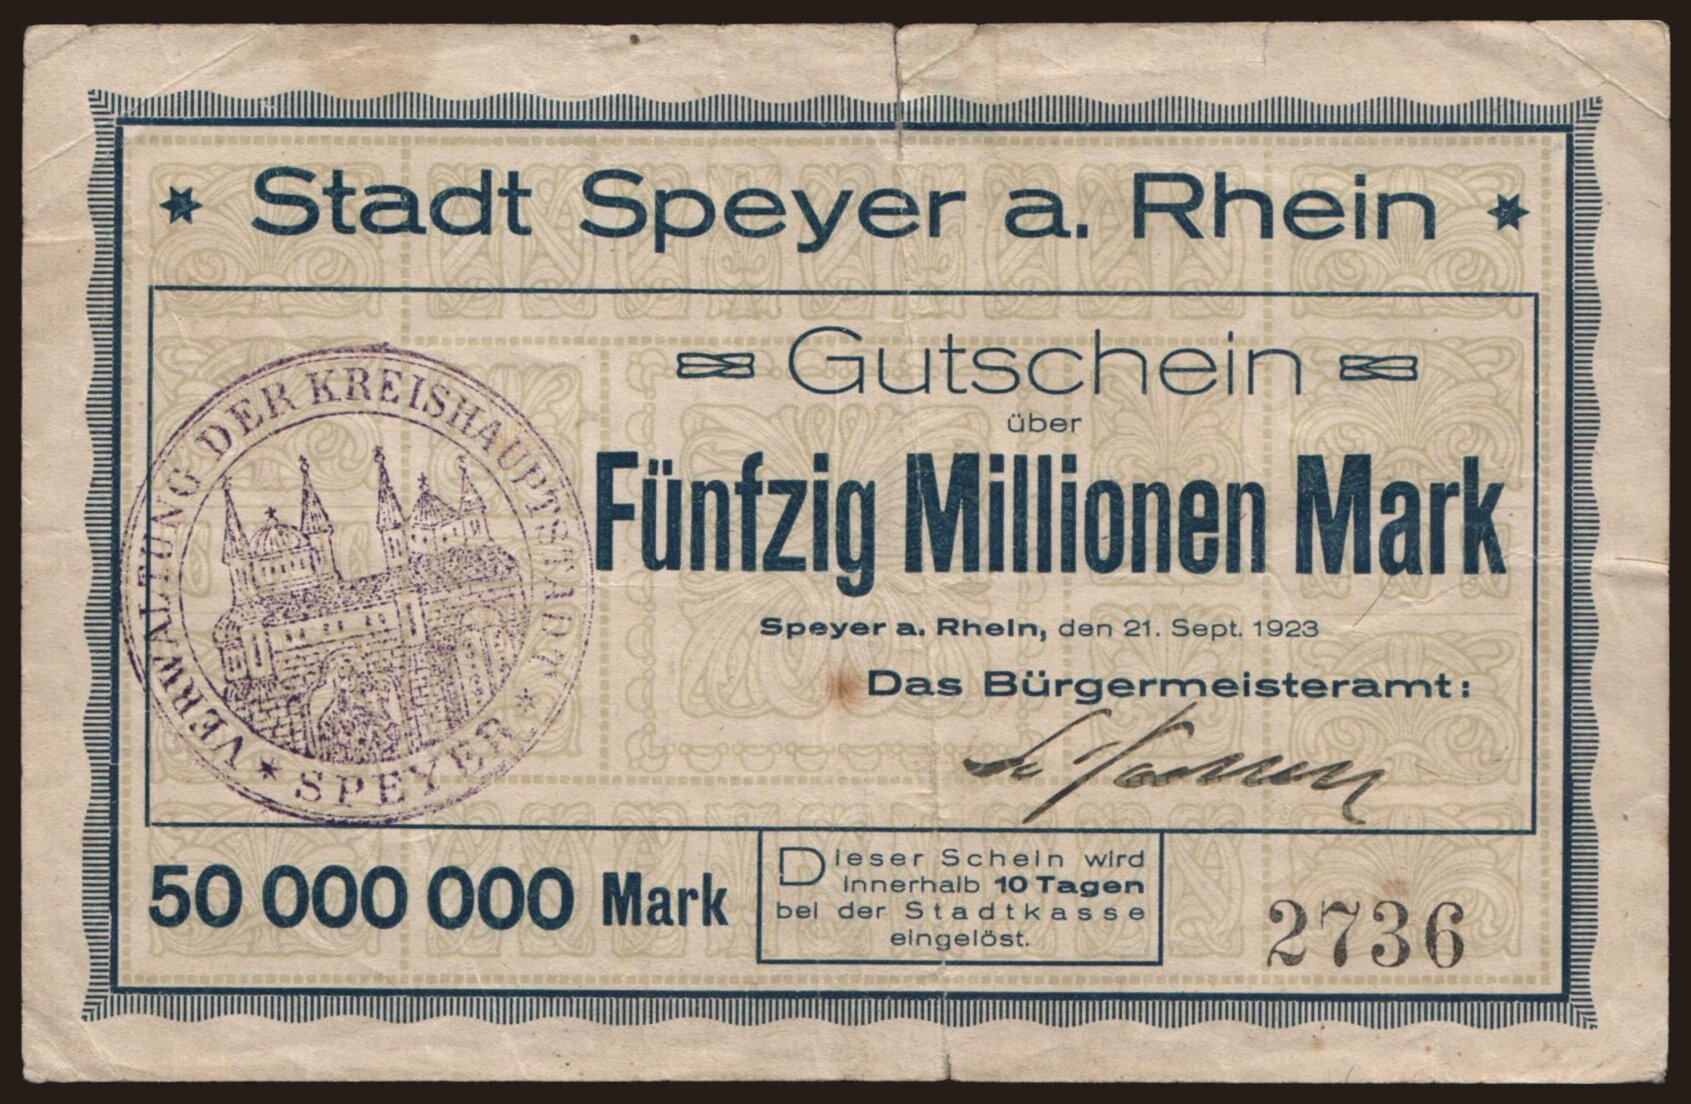 * Stadt Speyer a. Rhein *
Gutschein
über
Fünfzig Millionen Mark
Speyer a. Rhein, den 21. Sept. 1923
Das Bürgermeisteramt:
VERWALTUNG DER KREISHAUPTSTADT
* SPEYER *
50 000 000 Mark
Dieser Schein wird
innerhalb 10 Tagen
bei der Stadtkasse
eingelöst.
2736